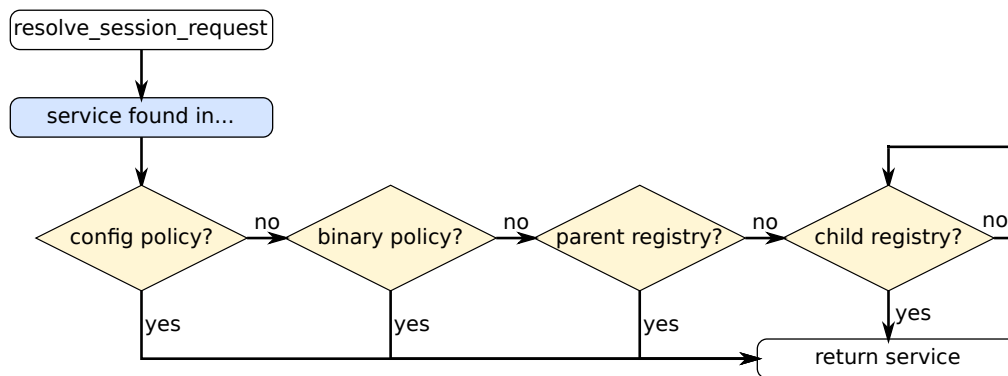 resolve_session_request
service found in...
config policy?
no
binary policy?
no
parent registry?
no
child registry?
no
yes
yes
yes
yes
return service